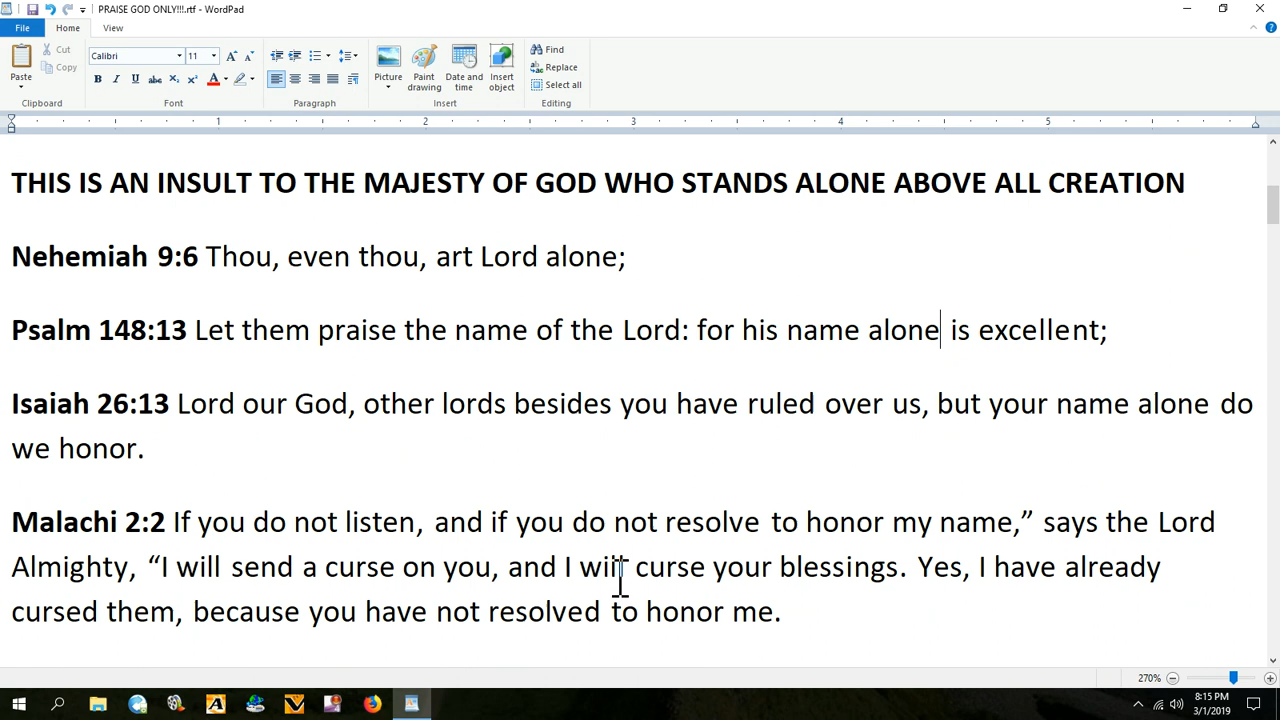 PRAISE GOD ONLY!!!.rtf - WordPad
File Home View
Paste Cut Copy Clipboard
Calibri 11 Font
Paragraph
Picture Paint drawing Date and time Insert object Insert
Find Replace Select all Editing
1 2 3 4 5
THIS IS AN INSULT TO THE MAJESTY OF GOD WHO STANDS ALONE ABOVE ALL CREATION
Nehemiah 9:6 Thou, even thou, art Lord alone;
Psalm 148:13 Let them praise the name of the Lord: for his name alone is excellent;
Isaiah 26:13 Lord our God, other lords besides you have ruled over us, but your name alone do
we honor.
Malachi 2:2 If you do not listen, and if you do not resolve to honor my name,” says the Lord
Almighty, “I will send a curse on you, and I will curse your blessings. Yes, I have already
cursed them, because you have not resolved to honor me.
270%
8:15 PM
3/1/2019